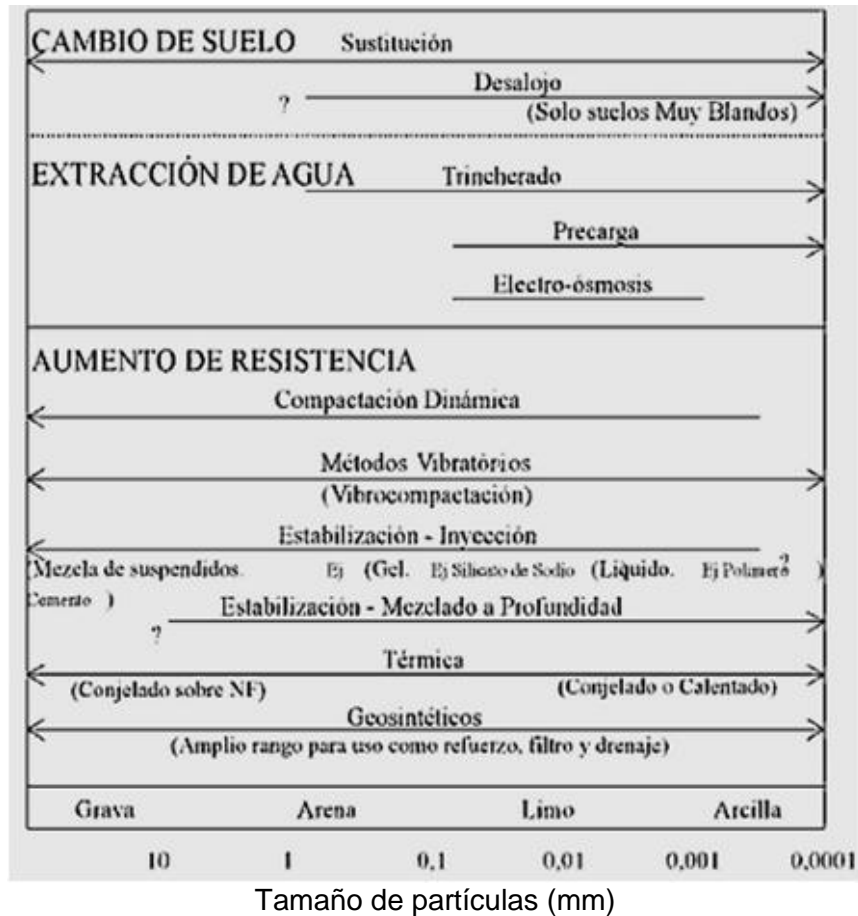 CAMBIO DE SUELO Sustitución
Desalojo
?
(Solo suelos Muy Blandos)
EXTRACCIÓN DE AGUA Trincherado
Precarga
Electro-ósmosis
AUMENTO DE RESISTENCIA
Compactación Dinámica
Métodos Vibratórios
(Vibrocompactación)
Estabilización - Inyección
(Mezcla de suspendidos. Ej (Gel. Ej Silicato de Sodio (Líquido. Ej Polimero ? )
Cemento )
Estabilización - Mezclado a Profundidad
?
Térmica
(Conjelado sobre NF) (Conjelado o Calentado)
Geosintéticos
(Amplio rango para uso como refuerzo, filtro y drenaje)
Grava Arena Limo Arcilla
10 1 0,1 0,01 0,001 0,0001
Tamaño de partículas (mm)